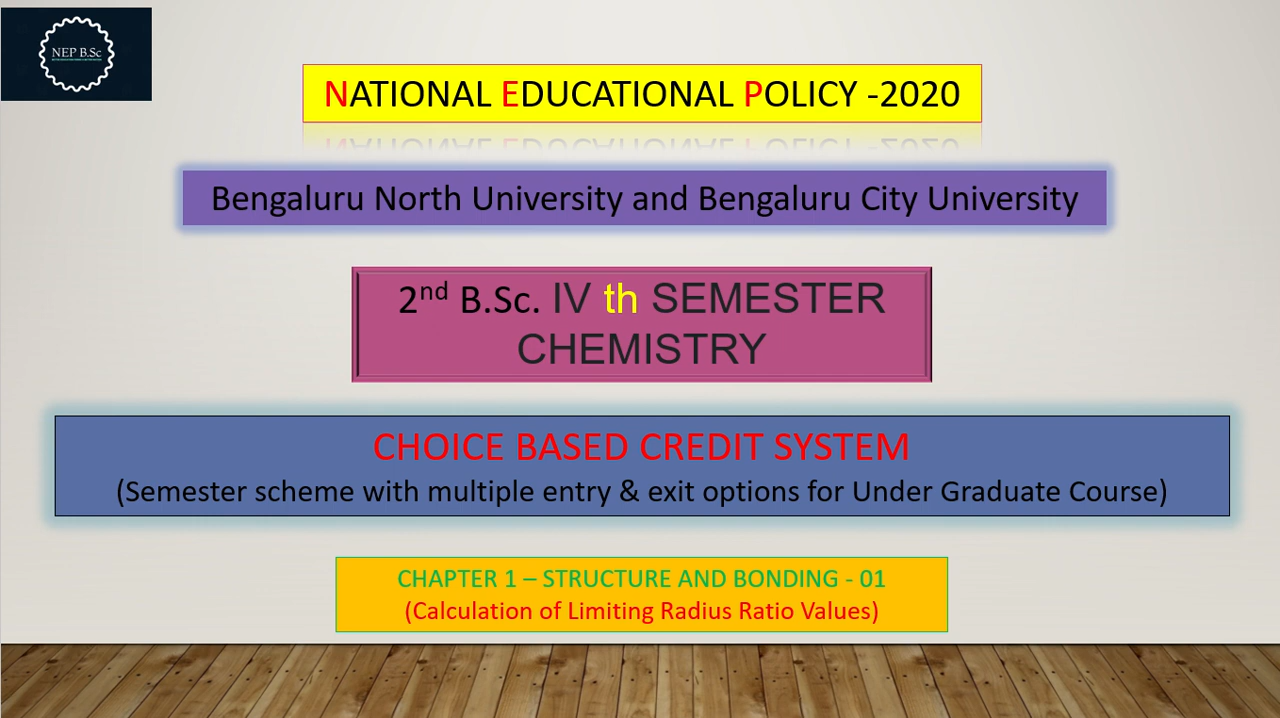 NEP B.Sc
NATIONAL EDUCATIONAL POLICY -2020
Bengaluru North University and Bengaluru City University
2nd B.Sc. IV th SEMESTER
CHEMISTRY
CHOICE BASED CREDIT SYSTEM
(Semester scheme with multiple entry & exit options for Under Graduate Course)
CHAPTER 1 – STRUCTURE AND BONDING - 01
(Calculation of Limiting Radius Ratio Values)